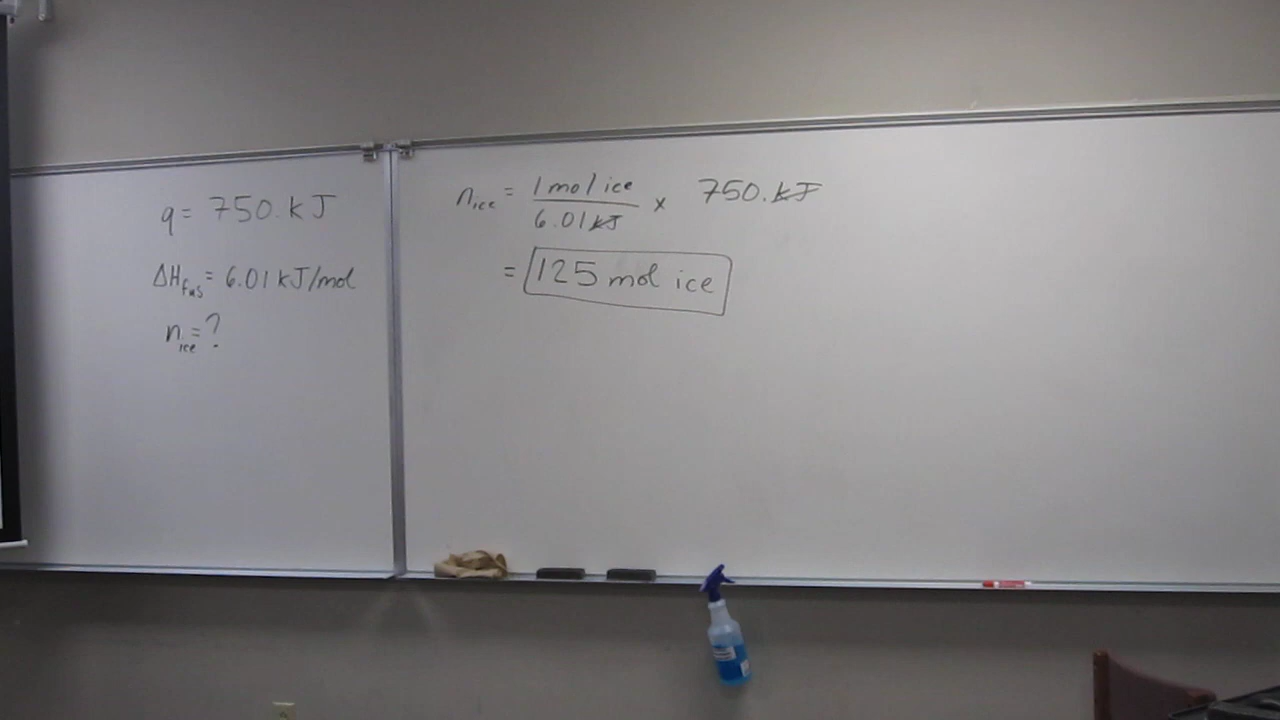 q = 750. kJ
ΔHfus = 6.01 kJ/mol
nice = ?
nice = 1 mol ice / 6.01 kJ x 750. kJ
= 125 mol ice